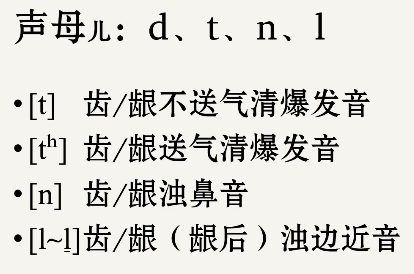 声母儿：d、t、n、l
•[t] 齿/龈不送气清爆发音
•[tʰ] 齿/龈送气清爆发音
•[n] 齿/龈浊鼻音
•[l~l̠]齿/龈（龈后）浊边近音